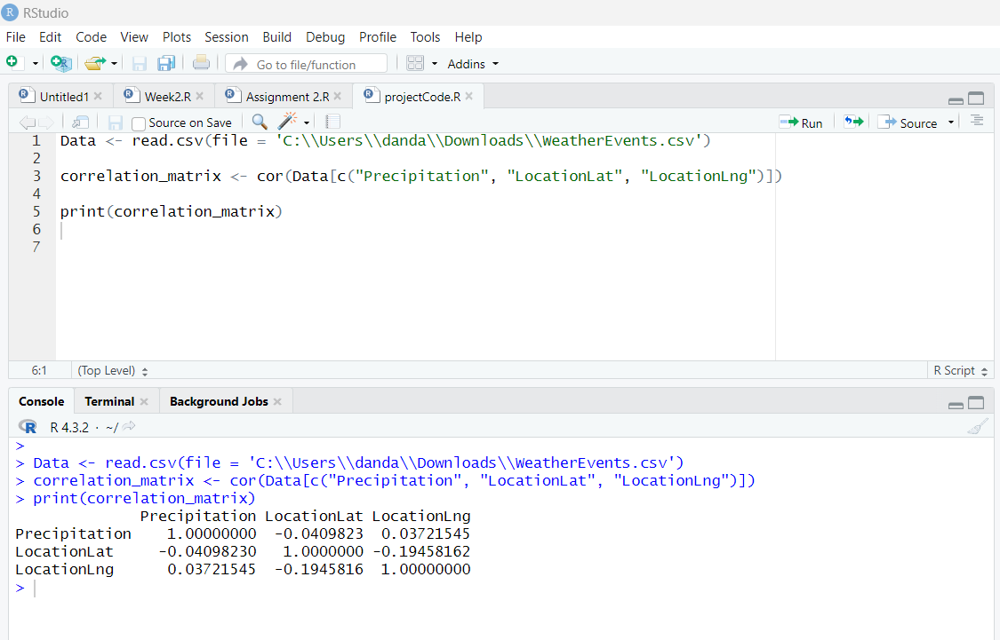 RStudio
File Edit Code View Plots Session Build Debug Profile Tools Help
Go to file/function Addins
Untitled1 Week2.R Assignment 2.R projectCode.R
Source on Save Run Source
1 Data <- read.csv(file = 'C:\\Users\\danda\\Downloads\\WeatherEvents.csv')
2
3 correlation_matrix <- cor(Data[c("Precipitation", "LocationLat", "LocationLng")])
4
5 print(correlation_matrix)
6
7
6:1 (Top Level) R Script
Console Terminal Background Jobs
R 4.3.2 · ~/
>
> Data <- read.csv(file = 'C:\\Users\\danda\\Downloads\\WeatherEvents.csv')
> correlation_matrix <- cor(Data[c("Precipitation", "LocationLat", "LocationLng")])
> print(correlation_matrix)
Precipitation LocationLat LocationLng
Precipitation 1.00000000 -0.0409823 0.03721545
LocationLat -0.04098230 1.0000000 -0.19458162
LocationLng 0.03721545 -0.1945816 1.00000000
>